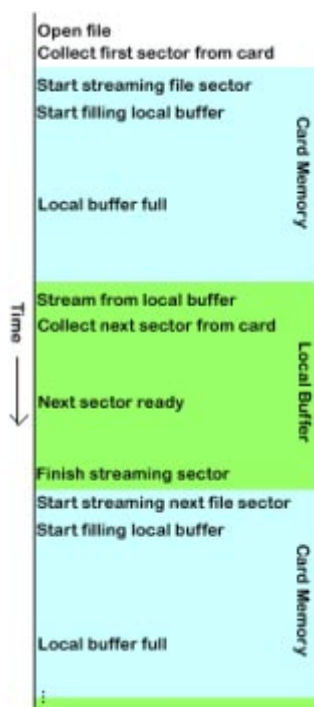 Open file
Collect first sector from card
Start streaming file sector
Start filling local buffer
Local buffer full
Card Memory
Stream from local buffer
Collect next sector from card
Next sector ready
Finish streaming sector
Local Buffer
Start streaming next file sector
Start filling local buffer
Local buffer full
Card Memory
...
Time